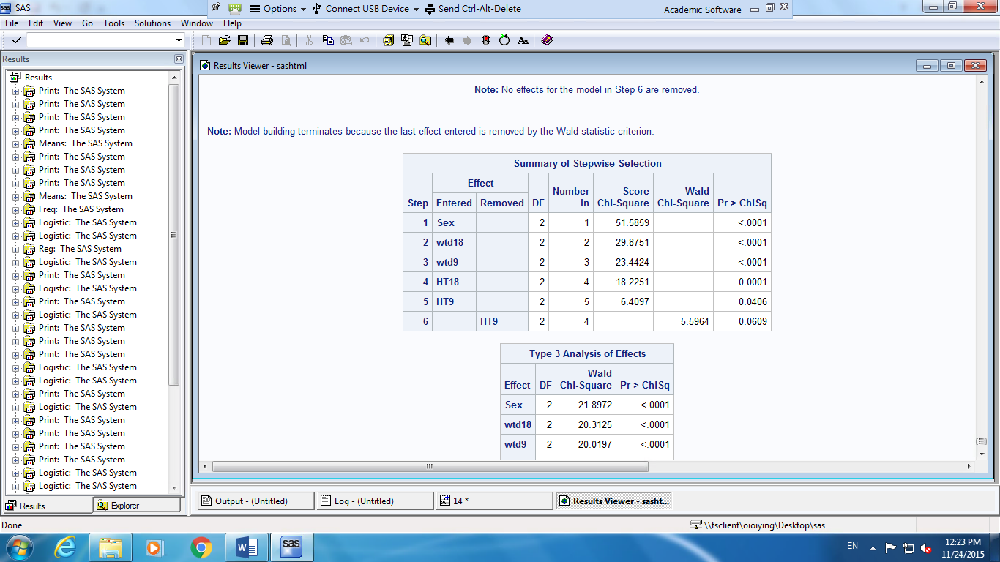 SAS
Options
Connect USB Device
Send Ctrl-Alt-Delete
Academic Software
File Edit View Go Tools Solutions Window Help
Results
Results
Print: The SAS System
Print: The SAS System
Print: The SAS System
Print: The SAS System
Means: The SAS System
Print: The SAS System
Print: The SAS System
Print: The SAS System
Means: The SAS System
Freq: The SAS System
Logistic: The SAS System
Logistic: The SAS System
Reg: The SAS System
Logistic: The SAS System
Print: The SAS System
Logistic: The SAS System
Print: The SAS System
Logistic: The SAS System
Print: The SAS System
Print: The SAS System
Print: The SAS System
Logistic: The SAS System
Logistic: The SAS System
Print: The SAS System
Logistic: The SAS System
Print: The SAS System
Print: The SAS System
Print: The SAS System
Print: The SAS System
Logistic: The SAS System
Logistic: The SAS System
Results
Explorer
Results Viewer - sashtml
Note: No effects for the model in Step 6 are removed.
Note: Model building terminates because the last effect entered is removed by the Wald statistic criterion.
Summary of Stepwise Selection
Effect
Number Score Wald
Step Entered Removed DF In Chi-Square Chi-Square Pr > ChiSq
1 Sex 2 1 51.5859 <.0001
2 wtd18 2 2 29.8751 <.0001
3 wtd9 2 3 23.4424 <.0001
4 HT18 2 4 18.2251 0.0001
5 HT9 2 5 6.4097 0.0406
6 HT9 2 4 5.5964 0.0609
Type 3 Analysis of Effects
Wald
Effect DF Chi-Square Pr > ChiSq
Sex 2 21.8972 <.0001
wtd18 2 20.3125 <.0001
wtd9 2 20.0197 <.0001
Output - (Untitled)
Log - (Untitled)
14 *
Results Viewer - sasht...
Done
\\tsclient\oioiying\Desktop\sas
sas
EN
12:23 PM
11/24/2015